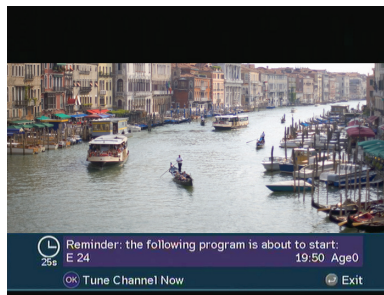 Reminder: the following program is about to start:
E 24 19:50 Age0
25s
OK Tune Channel Now Exit